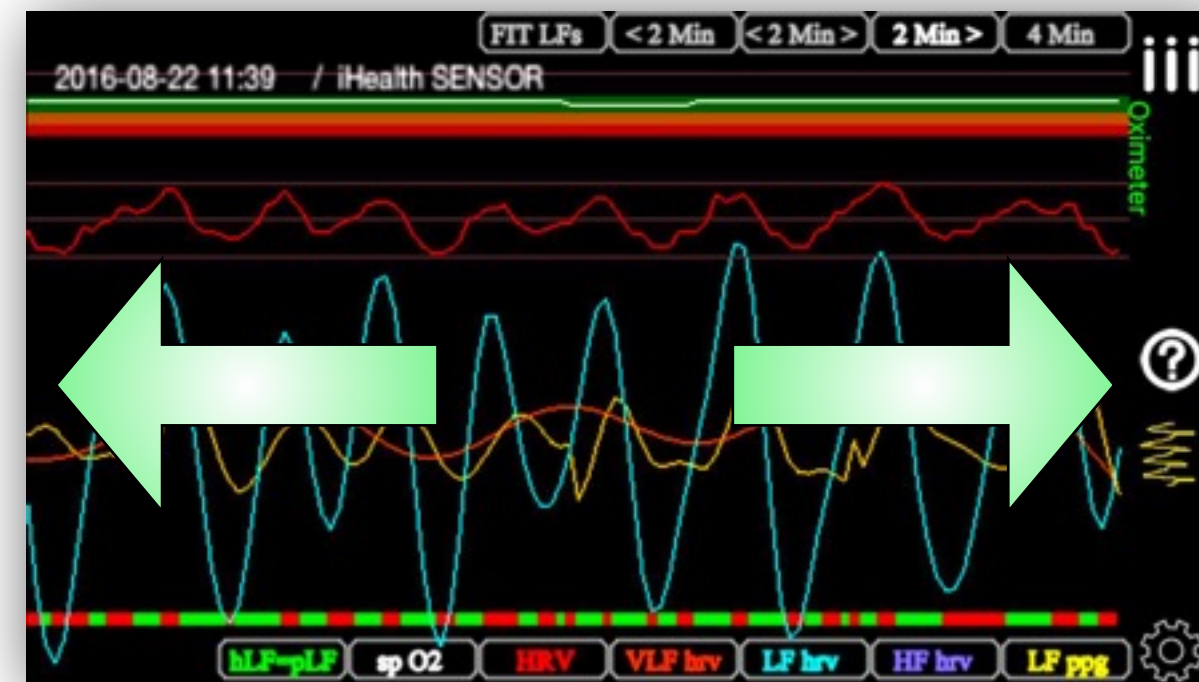 FIT LFs < 2 Min < 2 Min > 2 Min > 4 Min
2016-08-22 11:39 / iHealth SENSOR
iii
Oximeter
?
hLF=pLF sp O2 HRV VLF hrv LF hrv HF hrv LF ppg